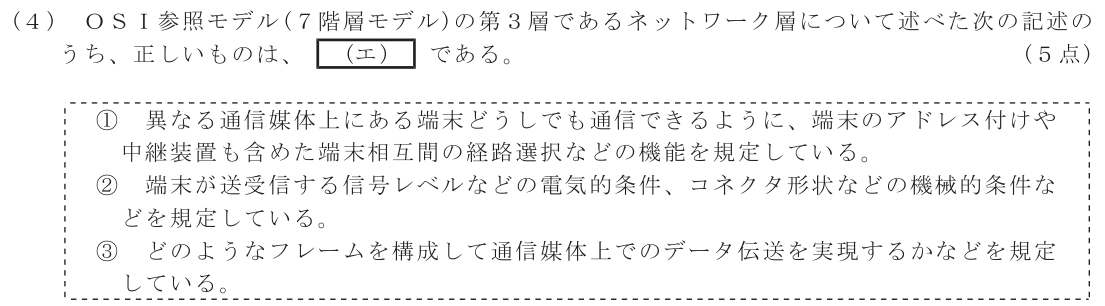 (４) ＯＳＩ参照モデル(７階層モデル)の第３層であるネットワーク層について述べた次の記述の
うち、正しいものは、 (エ) である。 (５点)
① 異なる通信媒体上にある端末どうしでも通信できるように、端末のアドレス付けや
中継装置も含めた端末相互間の経路選択などの機能を規定している。
② 端末が送受信する信号レベルなどの電気的条件、コネクタ形状などの機械的条件な
どを規定している。
③ どのようなフレームを構成して通信媒体上でのデータ伝送を実現するかなどを規定
している。